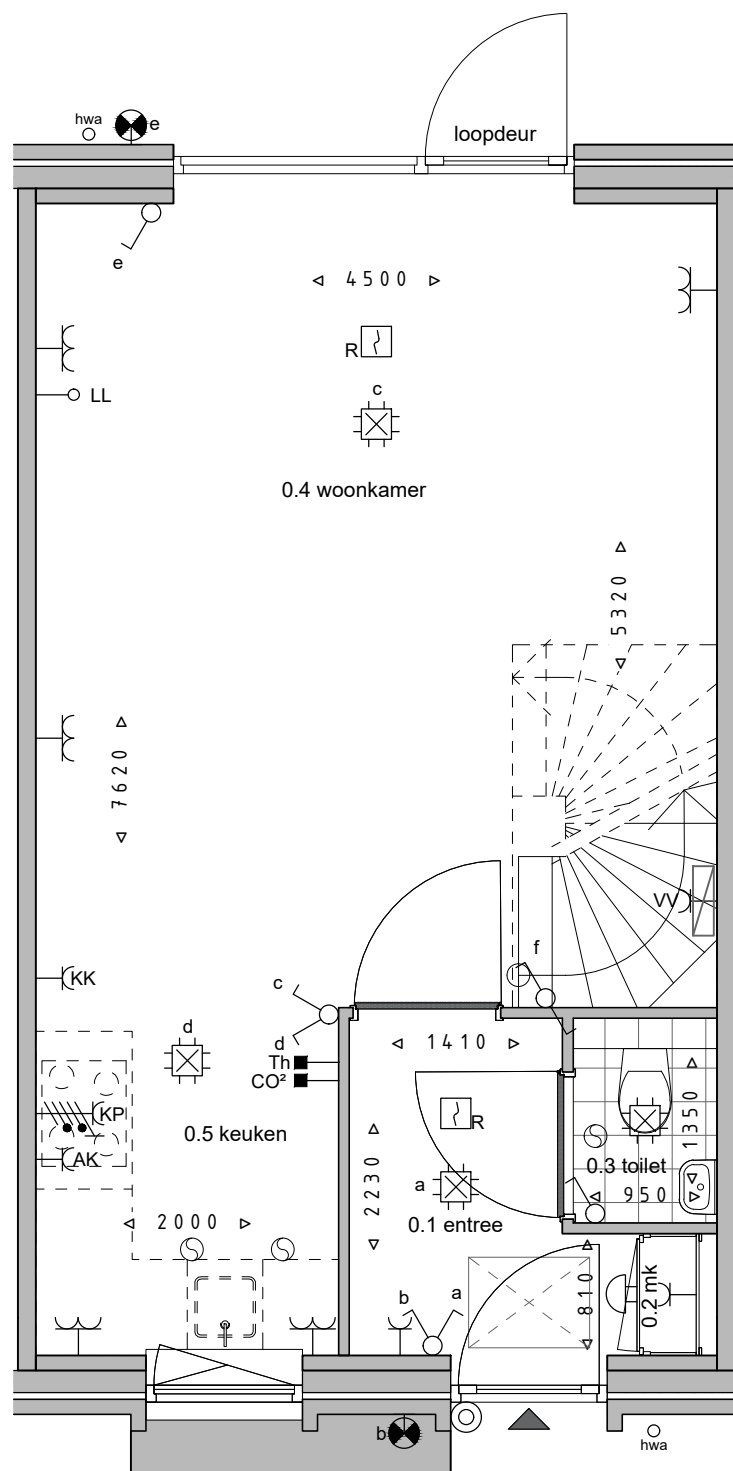 hwa
e
loopdeur
e
4500
R
c
LL
0.4 woonkamer
5320
7620
VV
f
KK
c
d
d
1410
Th
CO²
KP
R
1350
0.5 keuken
AK
0.3 toilet
a
2230
950
2000
0.1 entree
810
0.2 mk
b
a
b
hwa